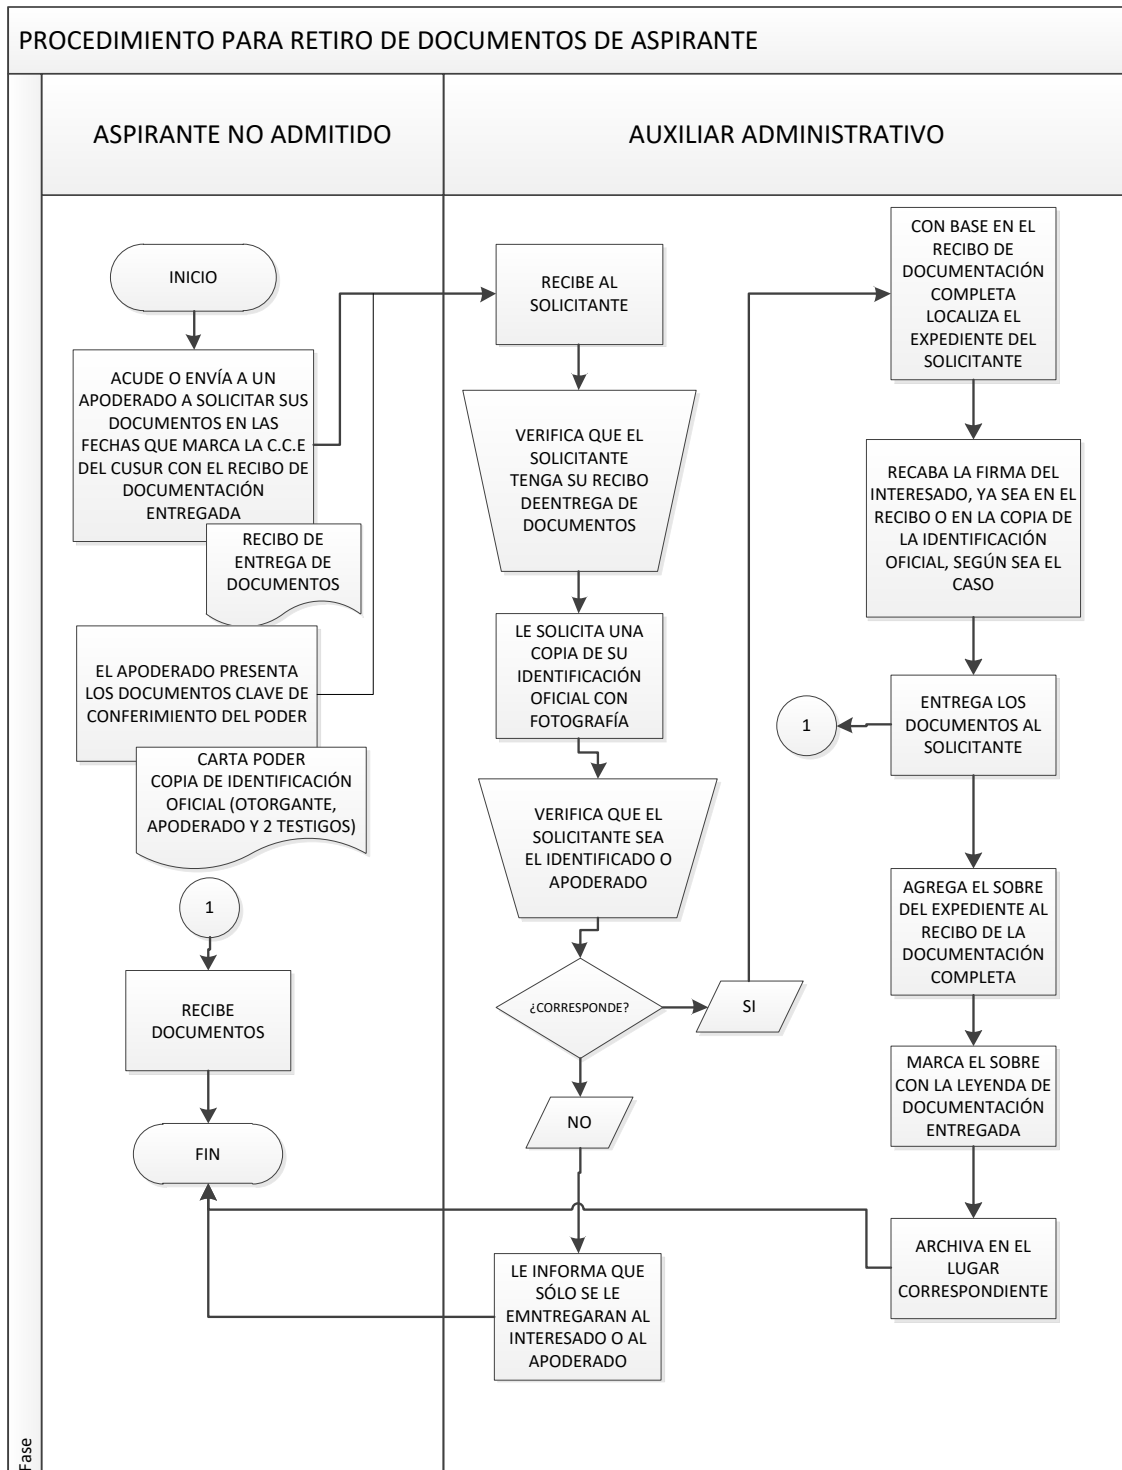 PROCEDIMIENTO PARA RETIRO DE DOCUMENTOS DE ASPIRANTE
ASPIRANTE NO ADMITIDO
AUXILIAR ADMINISTRATIVO
INICIO
ACUDE O ENVÍA A UN
APODERADO A SOLICITAR SUS
DOCUMENTOS EN LAS
FECHAS QUE MARCA LA C.C.E
DEL CUSUR CON EL RECIBO DE
DOCUMENTACIÓN
ENTREGADA
RECIBO DE
ENTREGA DE
DOCUMENTOS
EL APODERADO PRESENTA
LOS DOCUMENTOS CLAVE DE
CONFERIMIENTO DEL PODER
CARTA PODER
COPIA DE IDENTIFICACIÓN
OFICIAL (OTORGANTE,
APODERADO Y 2 TESTIGOS)
1
RECIBE
DOCUMENTOS
FIN
RECIBE AL
SOLICITANTE
VERIFICA QUE EL
SOLICITANTE
TENGA SU RECIBO
DEENTREGA DE
DOCUMENTOS
LE SOLICITA UNA
COPIA DE SU
IDENTIFICACIÓN
OFICIAL CON
FOTOGRAFÍA
VERIFICA QUE EL
SOLICITANTE SEA
EL IDENTIFICADO O
APODERADO
¿CORRESPONDE?
SI
NO
LE INFORMA QUE
SÓLO SE LE
EMNTREGARAN AL
INTERESADO O AL
APODERADO
CON BASE EN EL
RECIBO DE
DOCUMENTACIÓN
COMPLETA
LOCALIZA EL
EXPEDIENTE DEL
SOLICITANTE
RECABA LA FIRMA DEL
INTERESADO, YA SEA EN EL
RECIBO O EN LA COPIA DE
LA IDENTIFICACIÓN
OFICIAL, SEGÚN SEA EL
CASO
1
ENTREGA LOS
DOCUMENTOS AL
SOLICITANTE
AGREGA EL SOBRE
DEL EXPEDIENTE AL
RECIBO DE LA
DOCUMENTACIÓN
COMPLETA
MARCA EL SOBRE
CON LA LEYENDA DE
DOCUMENTACIÓN
ENTREGADA
ARCHIVA EN EL
LUGAR
CORRESPONDIENTE
Fase